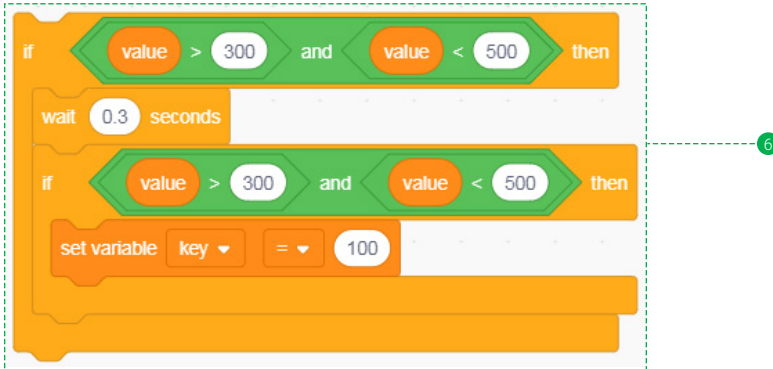 if value > 300 and value < 500 then
wait 0.3 seconds
if value > 300 and value < 500 then
set variable key = 100
6